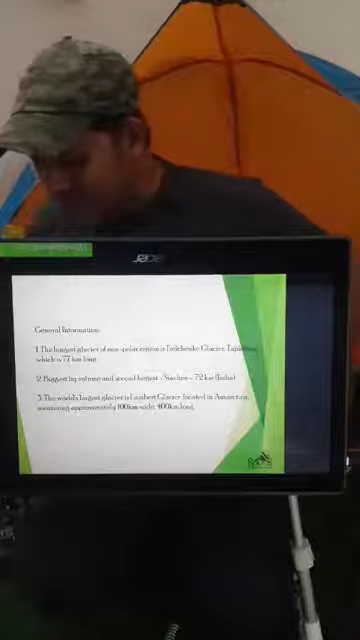 acer
General Information:
1 The longest glacier of non-polar region is Fedchenko Glacier,
which is 77 km long
2 Biggest by volume and second largest - Siachen - 72 km (India)
3 The world's largest glacier is Lambert Glacier, located in Antarctica,
measuring approximately 100km wide, 400km long